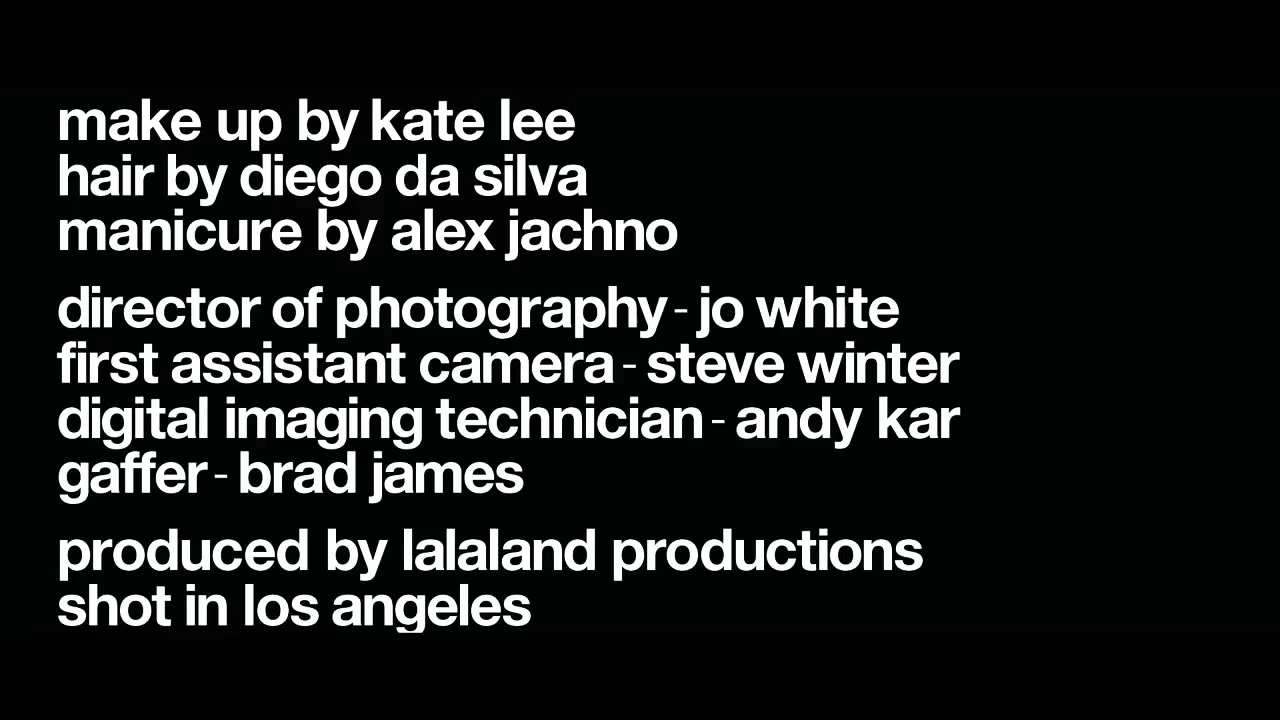 make up by kate lee
hair by diego da silva
manicure by alex jachno
director of photography - jo white
first assistant camera - steve winter
digital imaging technician - andy kar
gaffer - brad james
produced by lalaland productions
shot in los angeles